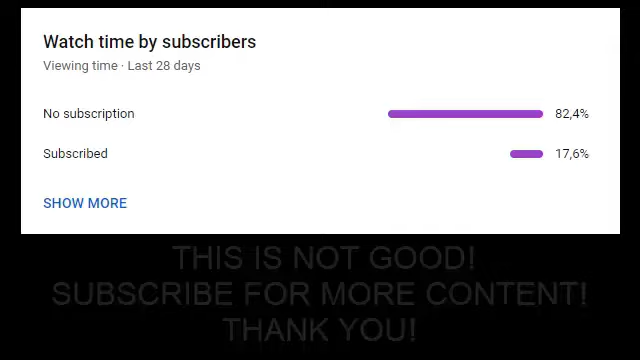 Watch time by subscribers
Viewing time · Last 28 days
No subscription 82,4%
Subscribed 17,6%
SHOW MORE
THIS IS NOT GOOD!
SUBSCRIBE FOR MORE CONTENT!
THANK YOU!